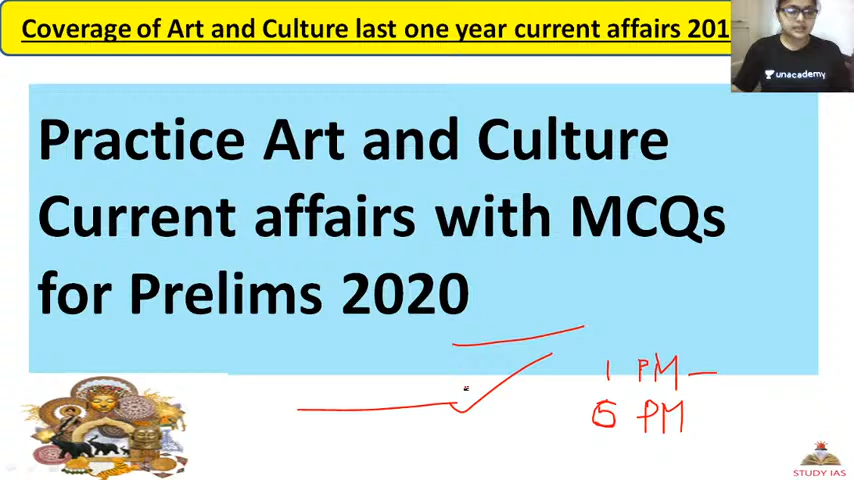 Coverage of Art and Culture last one year current affairs 201
unacademy
Practice Art and Culture
Current affairs with MCQs
for Prelims 2020
1 PM –
5 PM
STUDY IAS